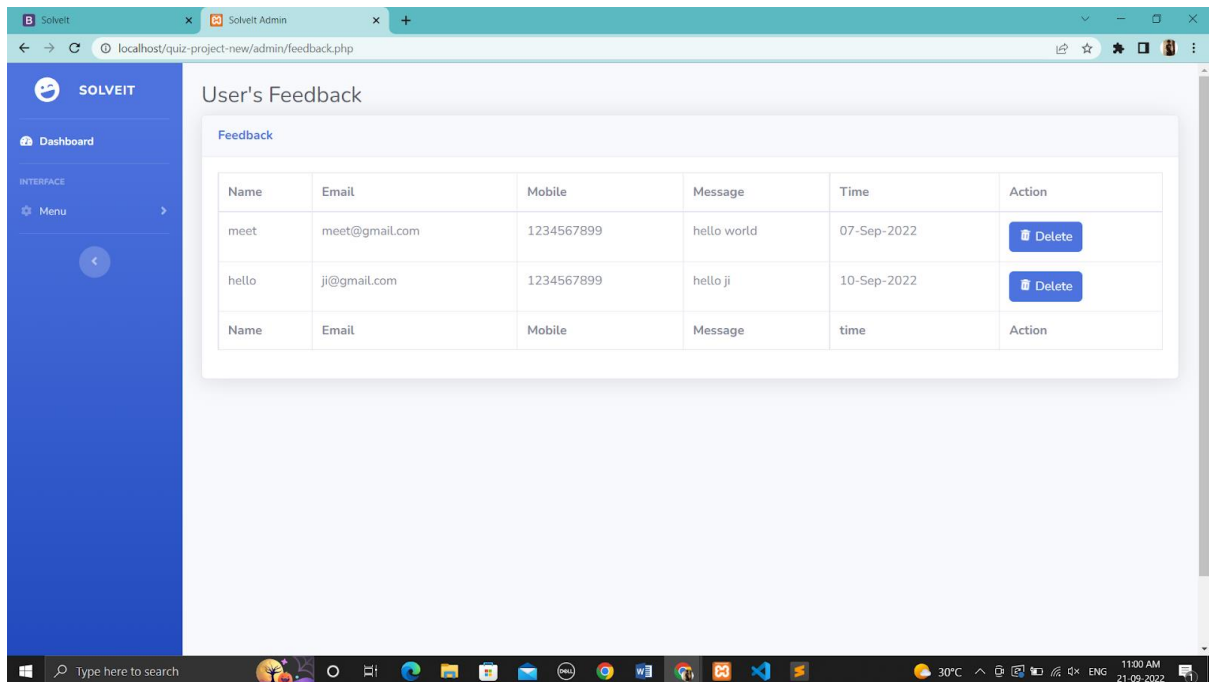 Solveit
Solveit Admin
localhost/quiz-project-new/admin/feedback.php
SOLVEIT
User's Feedback
Dashboard
Feedback
INTERFACE
Menu
Name Email Mobile Message Time Action
meet meet@gmail.com 1234567899 hello world 07-Sep-2022 Delete
hello ji@gmail.com 1234567899 hello ji 10-Sep-2022 Delete
Name Email Mobile Message time Action
Type here to search
DELL
30°C
ENG
11:00 AM
21-09-2022
1